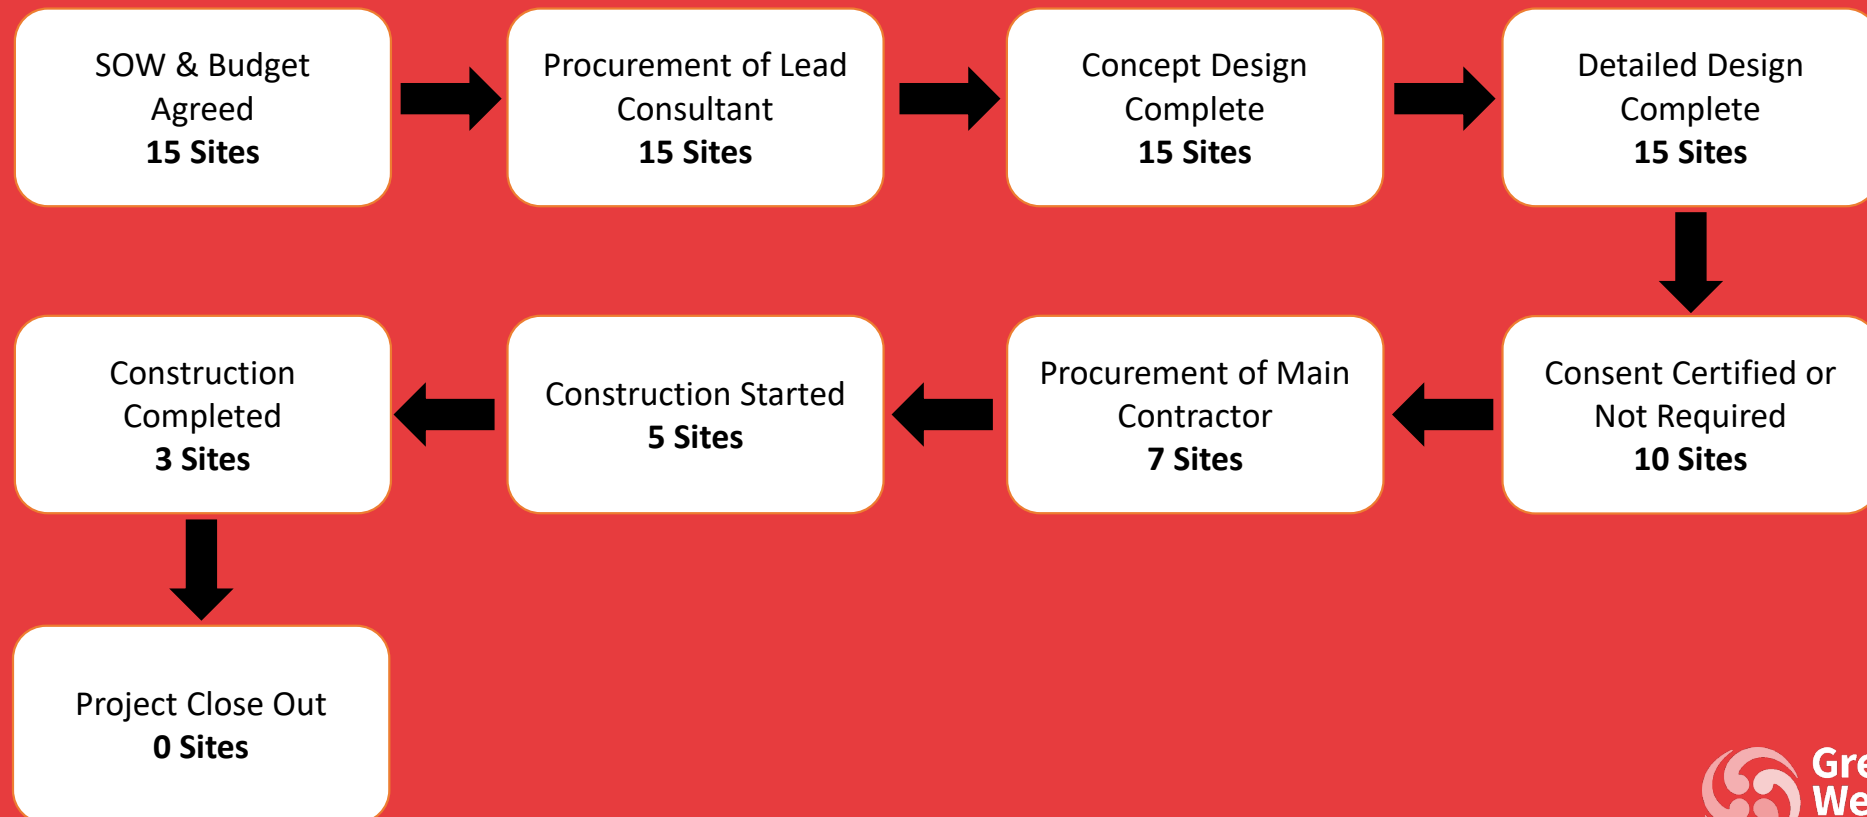 SOW & Budget
Agreed
15 Sites
Procurement of Lead
Consultant
15 Sites
Concept Design
Complete
15 Sites
Detailed Design
Complete
15 Sites
Construction
Completed
3 Sites
Construction Started
5 Sites
Procurement of Main
Contractor
7 Sites
Consent Certified or
Not Required
10 Sites
Project Close Out
0 Sites